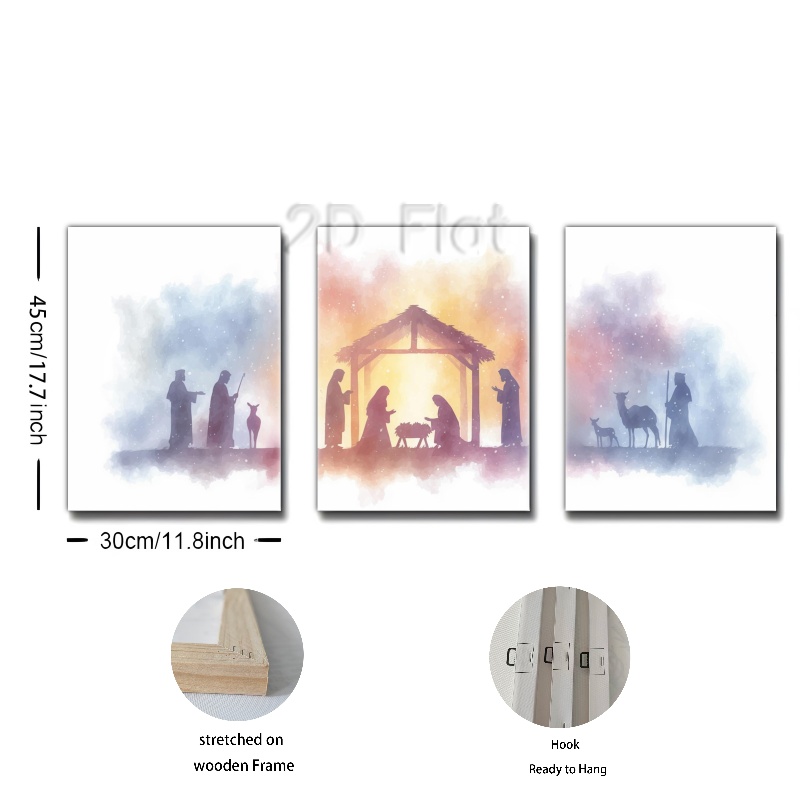 2D Flat
45cm/17.7inch
30cm/11.8inch
stretched on
wooden Frame
Hook
Ready to Hang